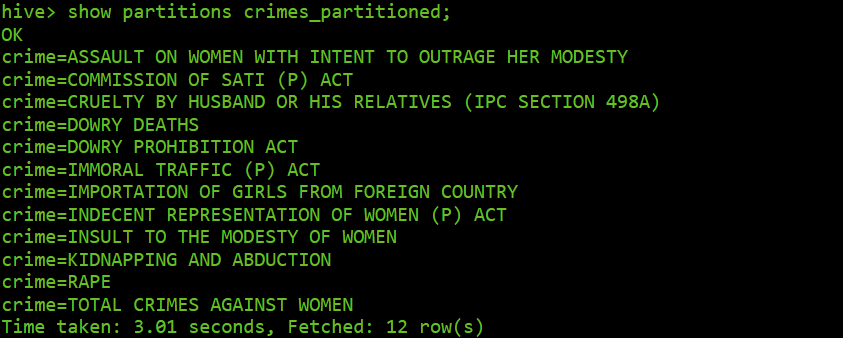 hive> show partitions crimes_partitioned;
OK
crime=ASSAULT ON WOMEN WITH INTENT TO OUTRAGE HER MODESTY
crime=COMMISSION OF SATI (P) ACT
crime=CRUELTY BY HUSBAND OR HIS RELATIVES (IPC SECTION 498A)
crime=DOWRY DEATHS
crime=DOWRY PROHIBITION ACT
crime=IMMORAL TRAFFIC (P) ACT
crime=IMPORTATION OF GIRLS FROM FOREIGN COUNTRY
crime=INDECENT REPRESENTATION OF WOMEN (P) ACT
crime=INSULT TO THE MODESTY OF WOMEN
crime=KIDNAPPING AND ABDUCTION
crime=RAPE
crime=TOTAL CRIMES AGAINST WOMEN
Time taken: 3.01 seconds, Fetched: 12 row(s)